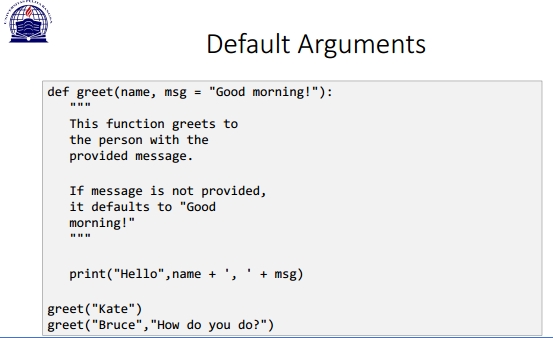 Default Arguments
def greet(name, msg = "Good morning!"):
"""
This function greets to
the person with the
provided message.
If message is not provided,
it defaults to "Good
morning!"
"""
print("Hello",name + ', ' + msg)
greet("Kate")
greet("Bruce","How do you do?")